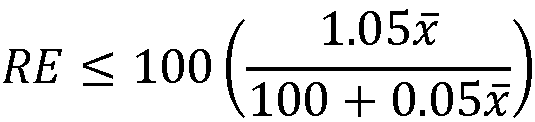 RE ≤ 100 ( 1.05x̄ / 100 + 0.05x̄ )